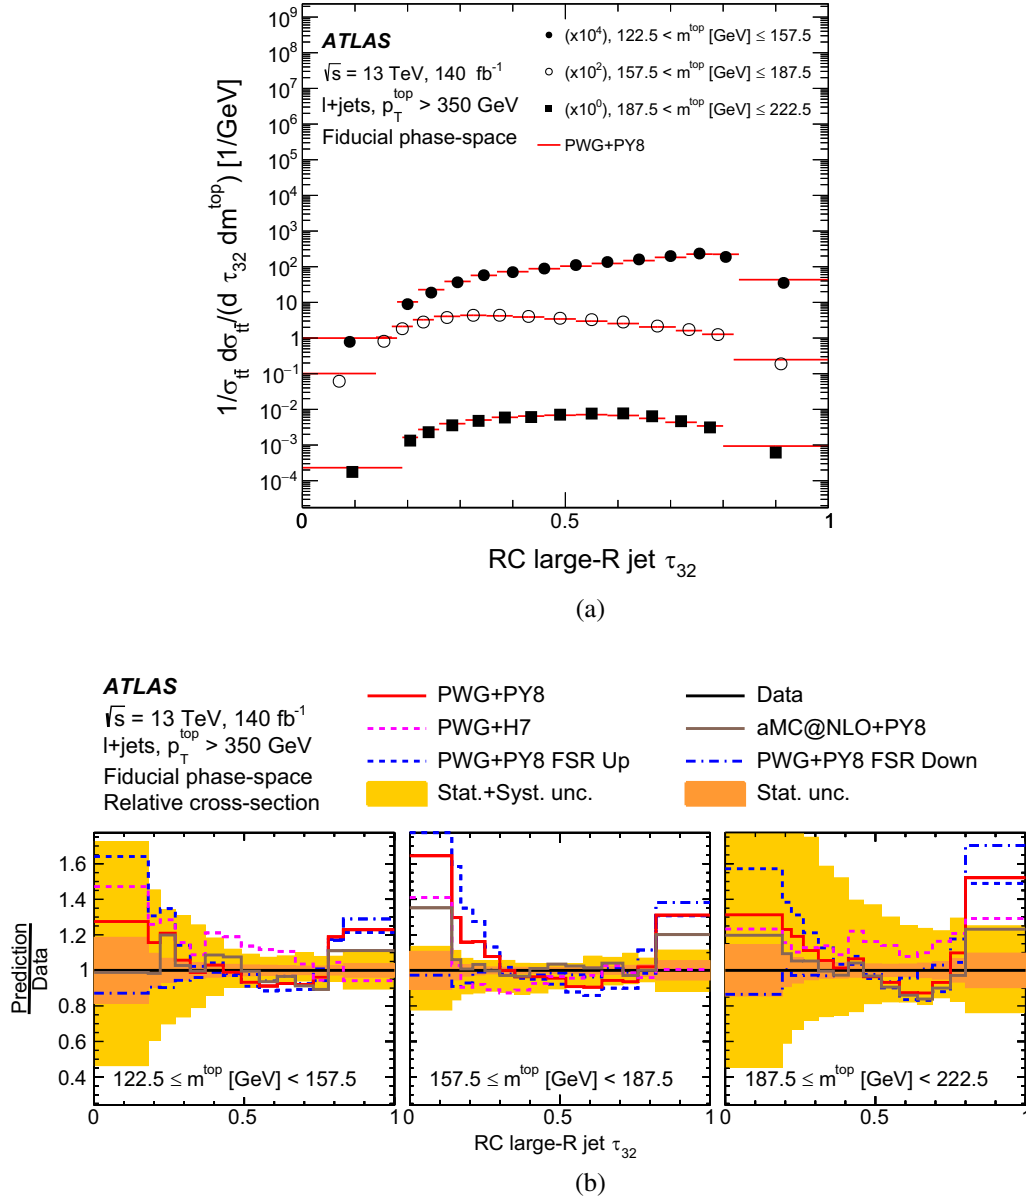 10⁹
10⁸
10⁷
10⁶
10⁵
10⁴
10³
10²
10
1
10⁻¹
10⁻²
10⁻³
10⁻⁴
1/σ_tt̄ dσ_tt̄/(d τ₃₂ dm^top) [1/GeV]
ATLAS
√s = 13 TeV, 140 fb⁻¹
l+jets, p_T^top > 350 GeV
Fiducial phase-space
(x10⁴), 122.5 < m^top [GeV] ≤ 157.5
(x10²), 157.5 < m^top [GeV] ≤ 187.5
(x10⁰), 187.5 < m^top [GeV] ≤ 222.5
PWG+PY8
0 0.5 1
RC large-R jet τ₃₂
(a)
ATLAS
√s = 13 TeV, 140 fb⁻¹
l+jets, p_T^top > 350 GeV
Fiducial phase-space
Relative cross-section
PWG+PY8
PWG+H7
PWG+PY8 FSR Up
Stat.+Syst. unc.
Data
aMC@NLO+PY8
PWG+PY8 FSR Down
Stat. unc.
Prediction
Data
1.6
1.4
1.2
1
0.8
0.6
0.4
122.5 ≤ m^top [GeV] < 157.5
157.5 ≤ m^top [GeV] < 187.5
187.5 ≤ m^top [GeV] < 222.5
0 0.5 1 0 0.5 1 0 0.5 1
RC large-R jet τ₃₂
(b)